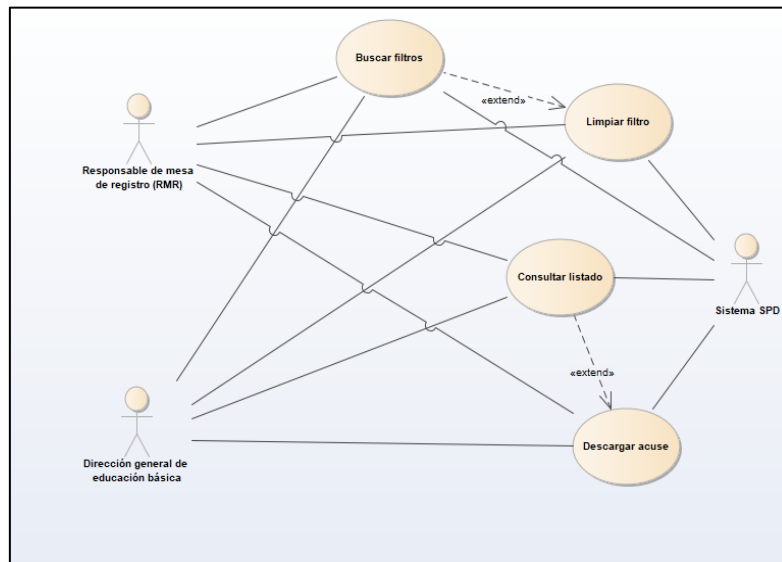 Buscar filtros
«extend»
Limpiar filtro
Responsable de mesa
de registro (RMR)
Consultar listado
Sistema SPD
«extend»
Descargar acuse
Dirección general de
educación básica